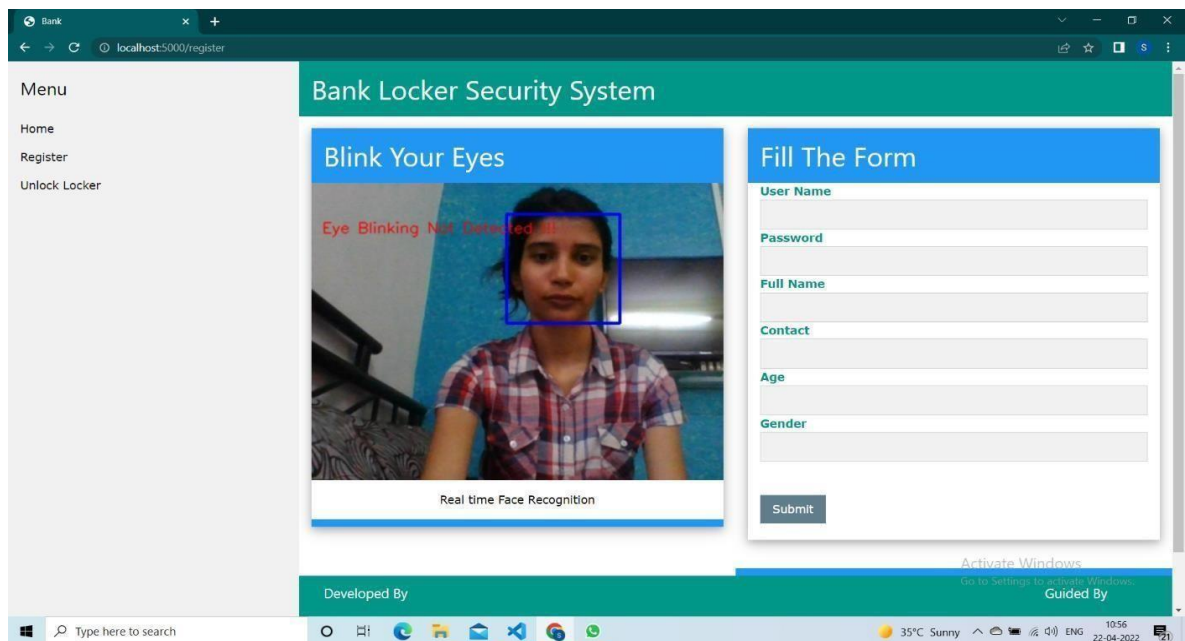 Bank
localhost:5000/register
S
Menu
Home
Register
Unlock Locker
Bank Locker Security System
Blink Your Eyes
Eye Blinking Not Detected !!!
Real time Face Recognition
Fill The Form
User Name
Password
Full Name
Contact
Age
Gender
Submit
Activate Windows
Go to Settings to activate Windows.
Developed By
Guided By
Type here to search
35°C Sunny
ENG
10:56
22-04-2022
21